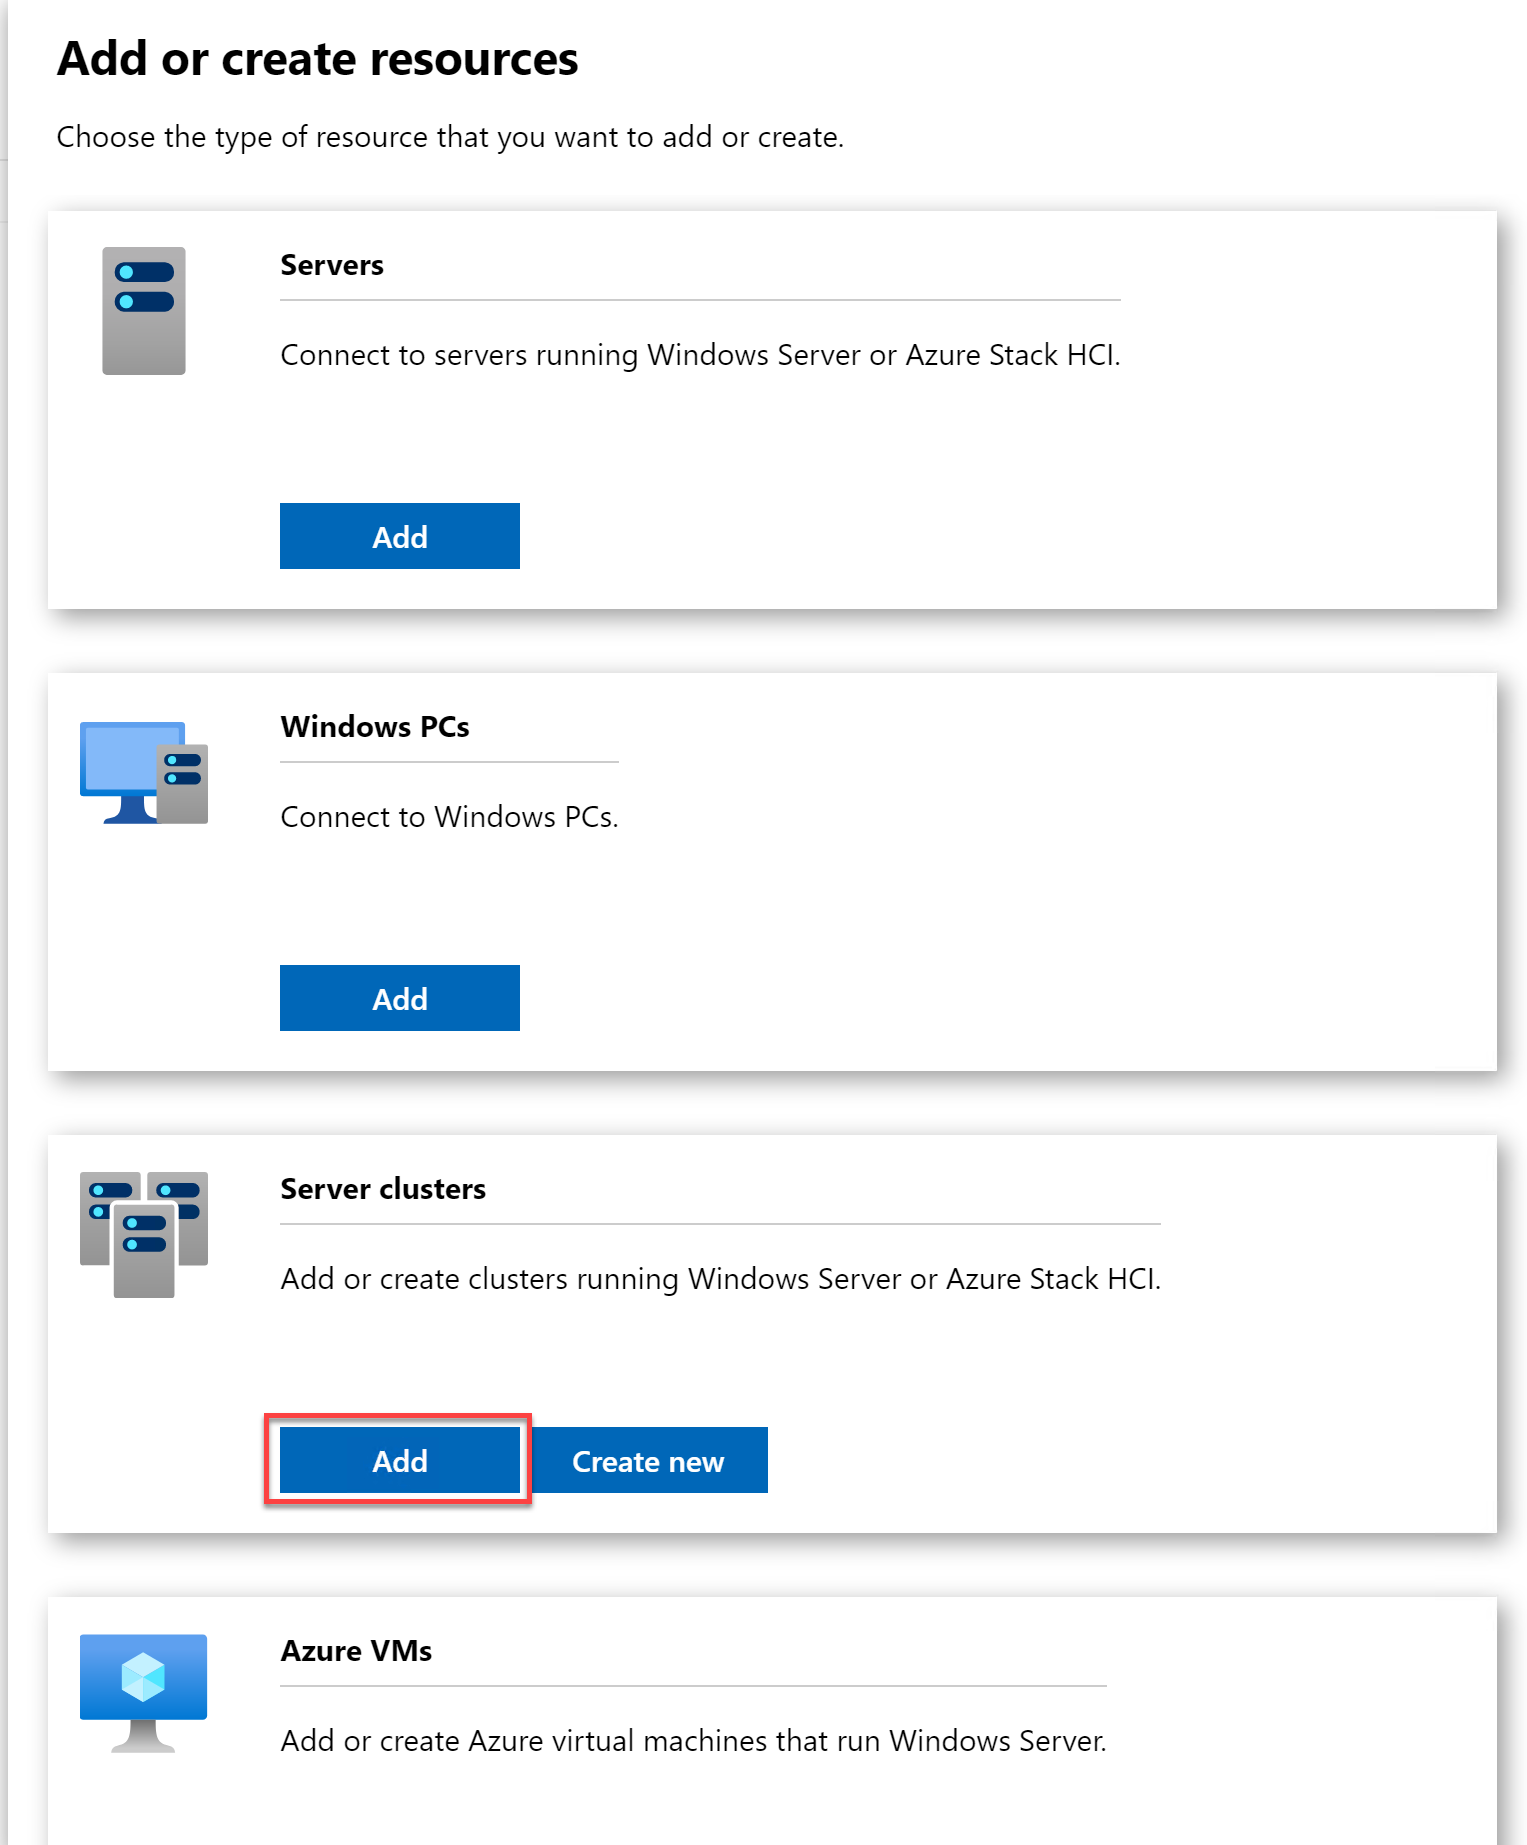 Add or create resources
Choose the type of resource that you want to add or create.
Servers
Connect to servers running Windows Server or Azure Stack HCI.
Add
Windows PCs
Connect to Windows PCs.
Add
Server clusters
Add or create clusters running Windows Server or Azure Stack HCI.
Add
Create new
Azure VMs
Add or create Azure virtual machines that run Windows Server.